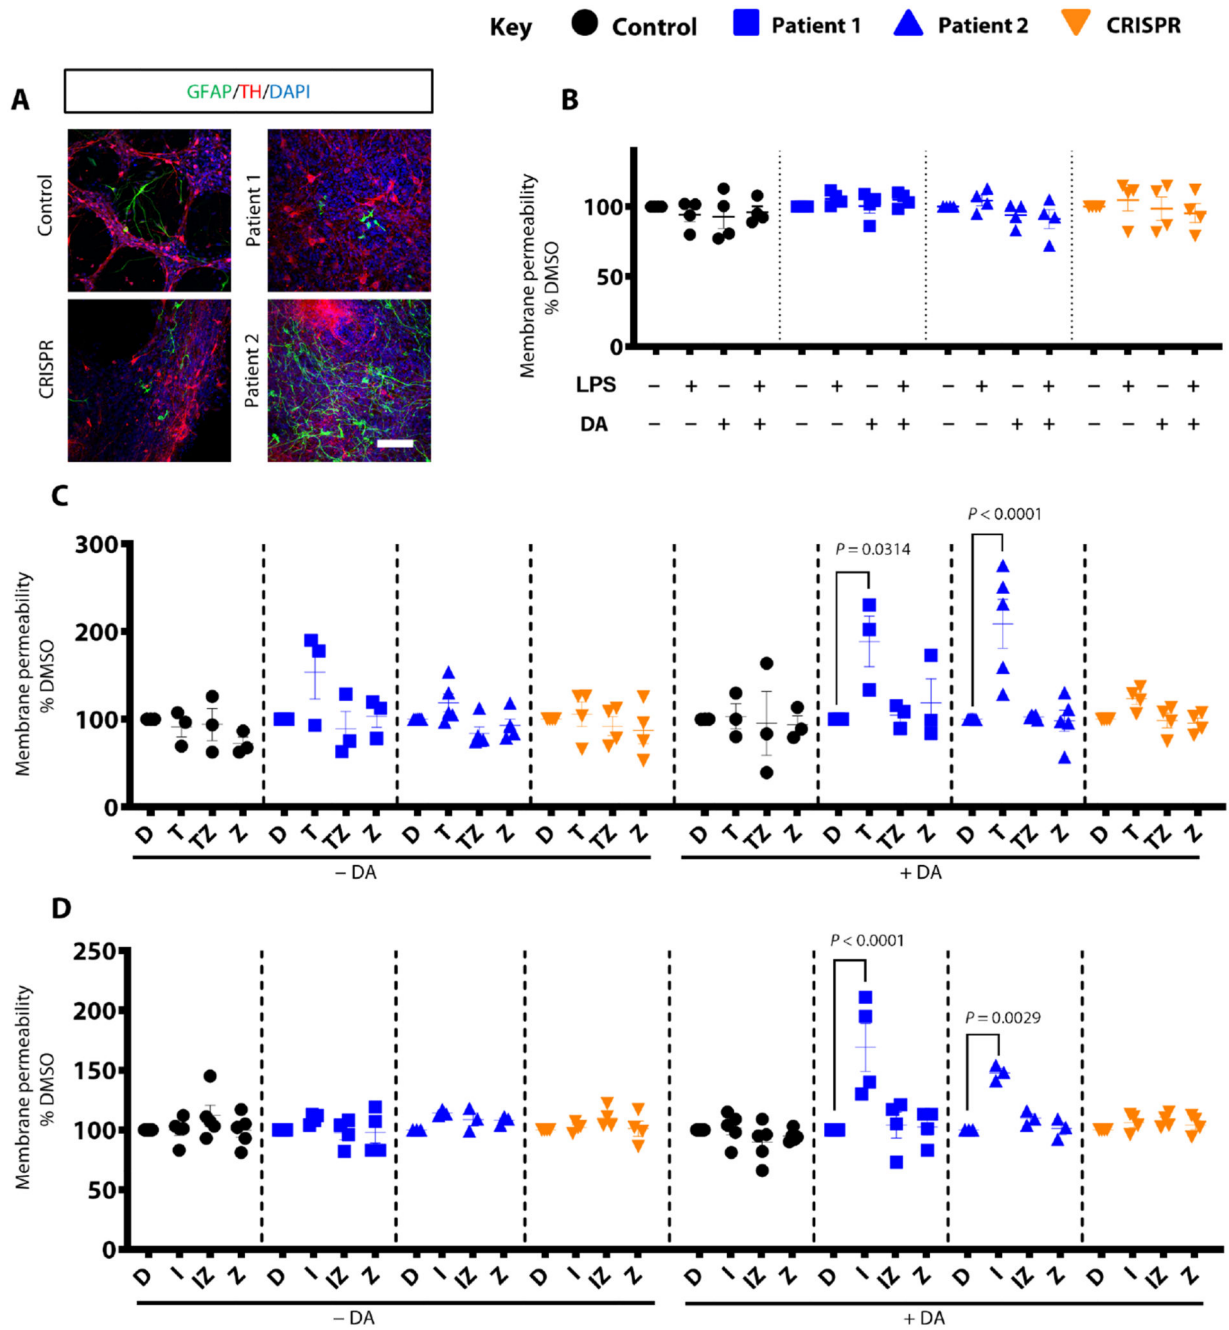 Key Control Patient 1 Patient 2 CRISPR
A
GFAP/TH/DAPI
Control
Patient 1
CRISPR
Patient 2
B
Membrane permeability
% DMSO
100
50
0
LPS − + − + − + − + − + − + − + − +
DA − − + + − − + + − − + + − − + +
C
Membrane permeability
% DMSO
300
200
100
0
P = 0.0314
P < 0.0001
D T TZ Z D T TZ Z D T TZ Z D T TZ Z D T TZ Z D T TZ Z D T TZ Z D T TZ Z
− DA
+ DA
D
Membrane permeability
% DMSO
250
200
150
100
50
0
P < 0.0001
P = 0.0029
D I IZ Z D I IZ Z D I IZ Z D I IZ Z D I IZ Z D I IZ Z D I IZ Z D I IZ Z
− DA
+ DA